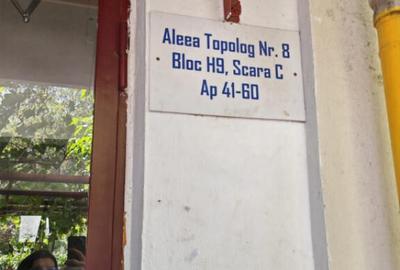 Aleea Topolog Nr. 8
Bloc H9, Scara C
Ap 41-60